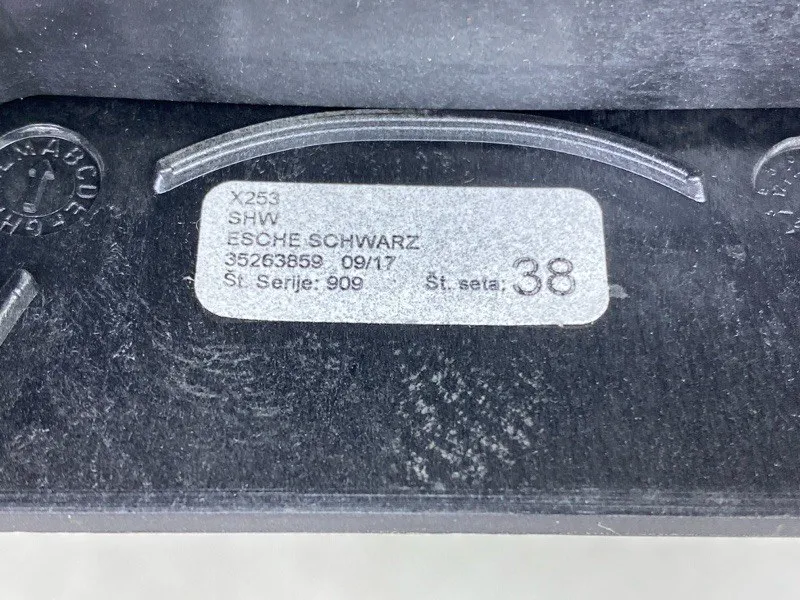 X253
SHW
ESCHE SCHWARZ
35263859 09/17
Št. Serije: 909 Št. seta: 38